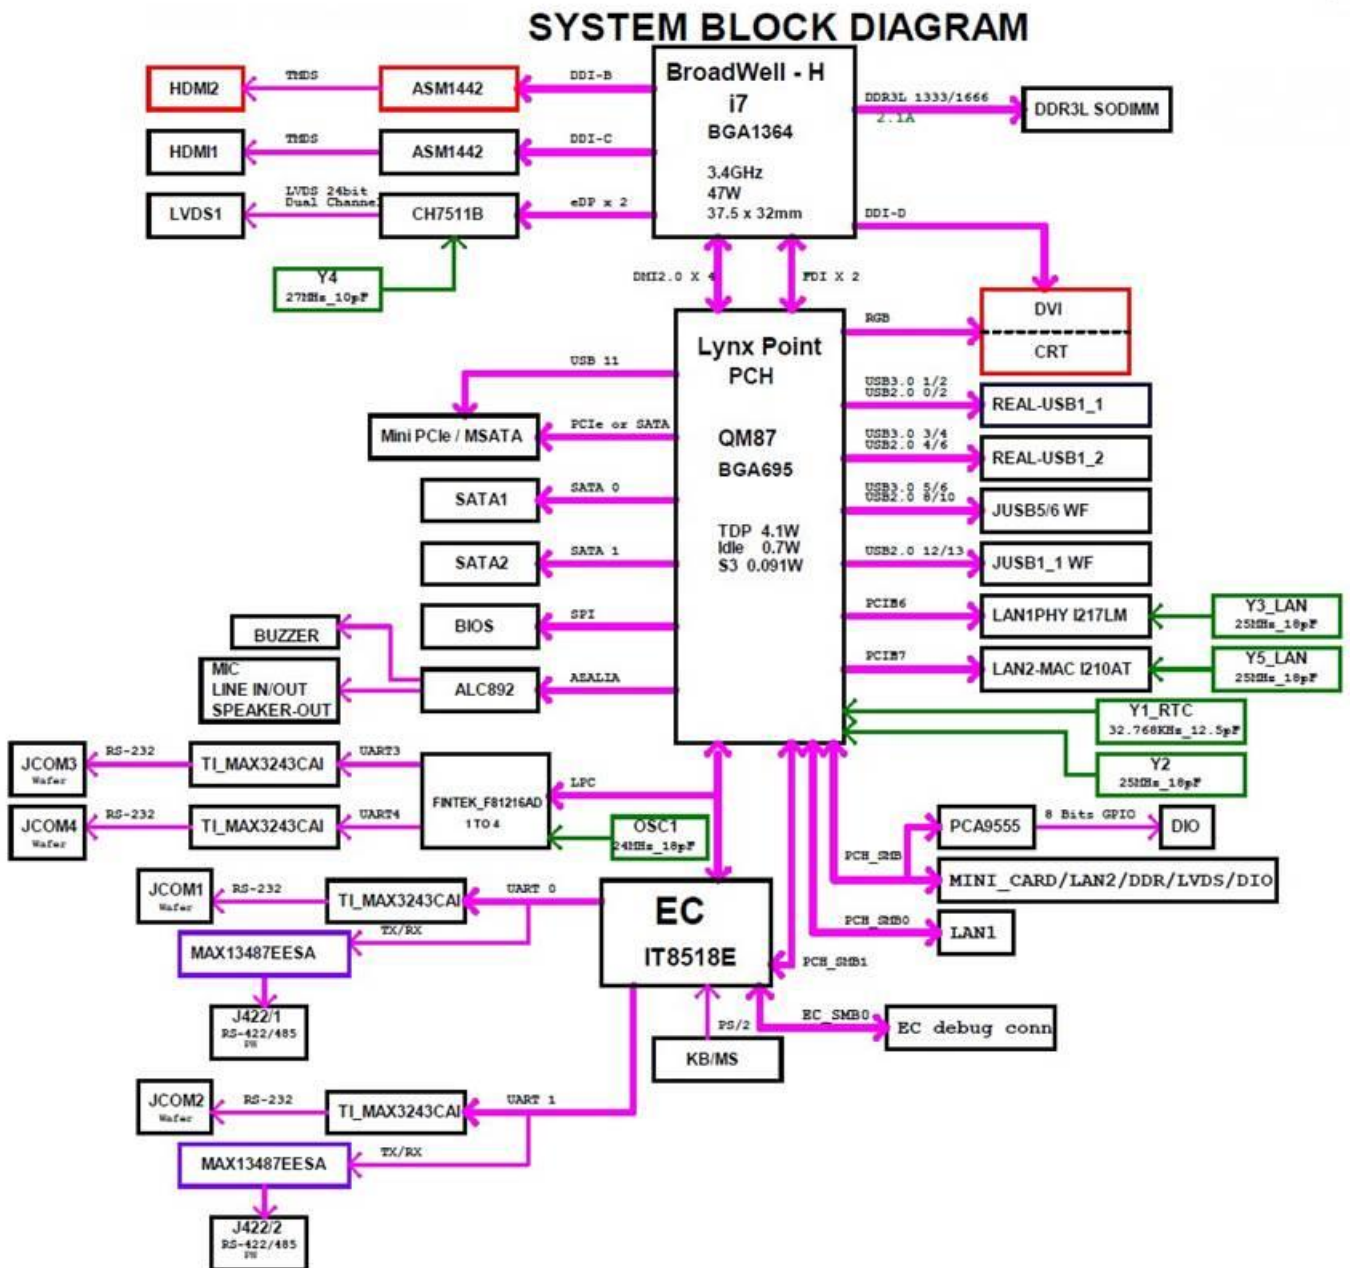 SYSTEM BLOCK DIAGRAM
BroadWell - H
i7
BGA1364
3.4GHz
47W
37.5 x 32mm
HDMI2
TMDS
ASM1442
DDI-B
DDR3L 1333/1666
2.1A
DDR3L SODIMM
HDMI1
TMDS
ASM1442
DDI-C
LVDS1
LVDS 24bit
Dual Channel
CH7511B
eDP x 2
DDI-D
Y4
27MHz_10pF
DMI2.0 X 4
FDI X 2
Lynx Point
PCH
QM87
BGA695
TDP 4.1W
Idle 0.7W
S3 0.091W
RGB
DVI
CRT
USB 11
Mini PCIe / MSATA
PCIe or SATA
USB3.0 1/2
USB2.0 0/2
REAL-USB1_1
USB3.0 3/4
USB2.0 4/6
REAL-USB1_2
SATA1
SATA 0
USB3.0 5/6
USB2.0 8/10
JUSB5/6 WF
SATA2
SATA 1
USB2.0 12/13
JUSB1_1 WF
BIOS
SPI
PCIE6
LAN1PHY I217LM
Y3_LAN
25MHz_18pF
BUZZER
MIC
LINE IN/OUT
SPEAKER-OUT
ALC892
AZALIA
PCIE7
LAN2-MAC I210AT
Y5_LAN
25MHz_18pF
Y1_RTC
32.768KHz_12.5pF
Y2
25MHz_18pF
JCOM3
Wafer
RS-232
TI_MAX3243CAI
UART3
FINTEK_F81216AD
1 TO 4
LPC
JCOM4
Wafer
RS-232
TI_MAX3243CAI
UART4
OSC1
24MHz_18pF
PCA9555
8 Bits GPIO
DIO
PCH_SMB
MINI_CARD/LAN2/DDR/LVDS/DIO
PCH_SMB0
LAN1
PCH_SMB1
JCOM1
Wafer
RS-232
TI_MAX3243CAI
UART 0
EC
IT8518E
TX/RX
MAX13487EESA
J422/1
RS-422/485
PH
PS/2
KB/MS
EC_SMB0
EC debug conn
JCOM2
Wafer
RS-232
TI_MAX3243CAI
UART 1
TX/RX
MAX13487EESA
J422/2
RS-422/485
PH